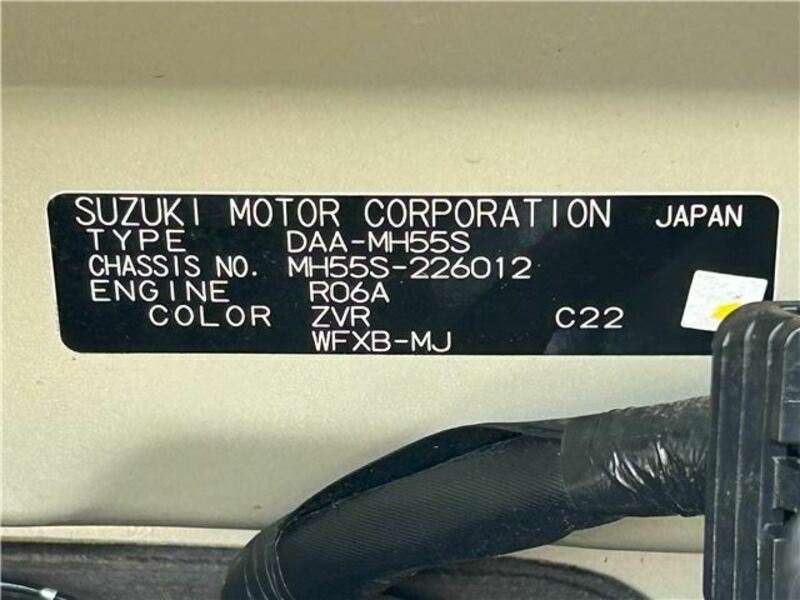 SUZUKI MOTOR CORPORATION JAPAN
TYPE DAA-MH55S
CHASSIS NO. MH55S-226012
ENGINE R06A
COLOR ZVR C22
WFXB-MJ